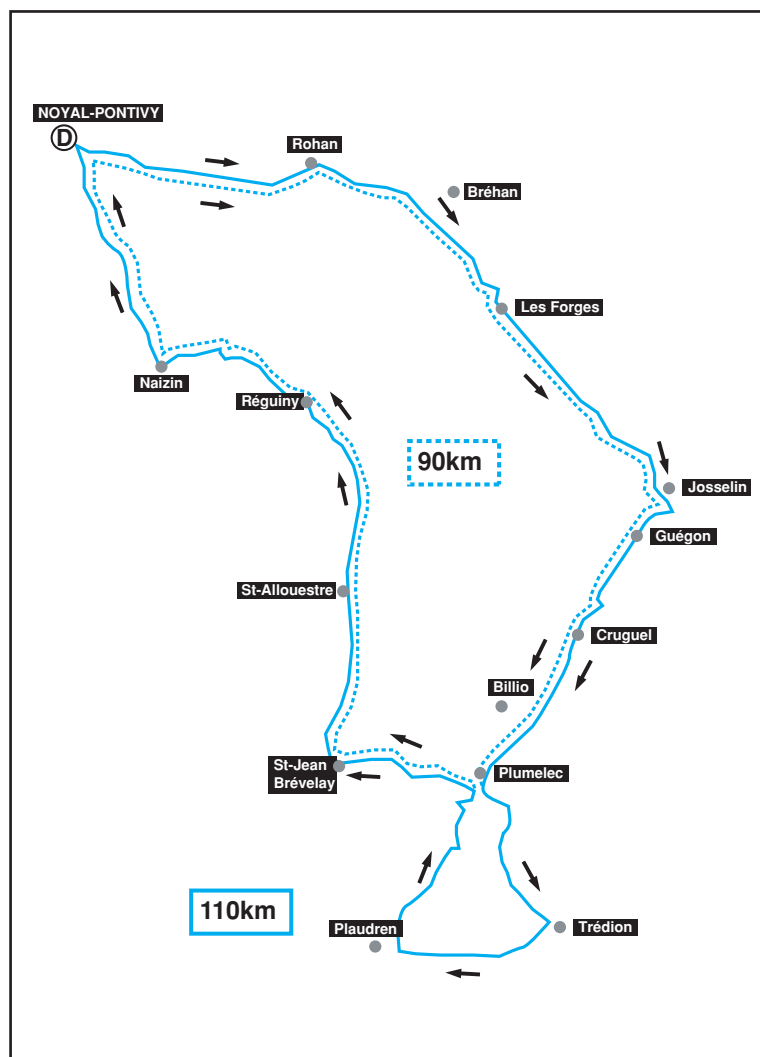 NOYAL-PONTIVY
D
Rohan
Bréhan
Les Forges
Naizin
Réguiny
90km
Josselin
Guégon
St-Allouestre
Cruguel
Billio
St-Jean
Brévelay
Plumelec
110km
Plaudren
Trédion